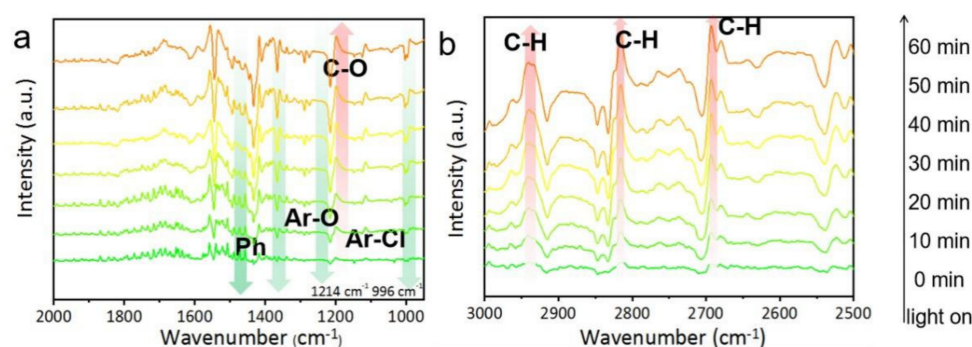 a
Intensity (a.u.)
C-O
Ar-O
Ar-Cl
Ph
1214 cm⁻¹ 996 cm⁻¹
2000 1800 1600 1400 1200 1000
Wavenumber (cm⁻¹)
b
Intensity (a.u.)
C-H
C-H
C-H
3000 2900 2800 2700 2600 2500
Wavenumber (cm⁻¹)
60 min
50 min
40 min
30 min
20 min
10 min
0 min
light on